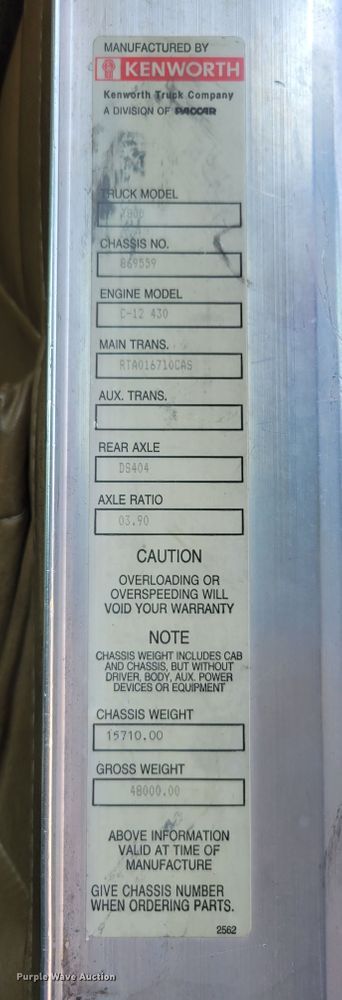 MANUFACTURED BY
KENWORTH
Kenworth Truck Company
A DIVISION OF PACCAR
TRUCK MODEL
CHASSIS NO.
869559
ENGINE MODEL
C-12 430
MAIN TRANS.
RTAO16710CAS
AUX. TRANS.
REAR AXLE
DS404
AXLE RATIO
03.90
CAUTION
OVERLOADING OR
OVERSPEEDING WILL
VOID YOUR WARRANTY
NOTE
CHASSIS WEIGHT INCLUDES CAB
AND CHASSIS, BUT WITHOUT
DRIVER, BODY, AUX. POWER
DEVICES OR EQUIPMENT
CHASSIS WEIGHT
15710.00
GROSS WEIGHT
48000.00
ABOVE INFORMATION
VALID AT TIME OF
MANUFACTURE
GIVE CHASSIS NUMBER
WHEN ORDERING PARTS.
2562
Purple Wave Auction